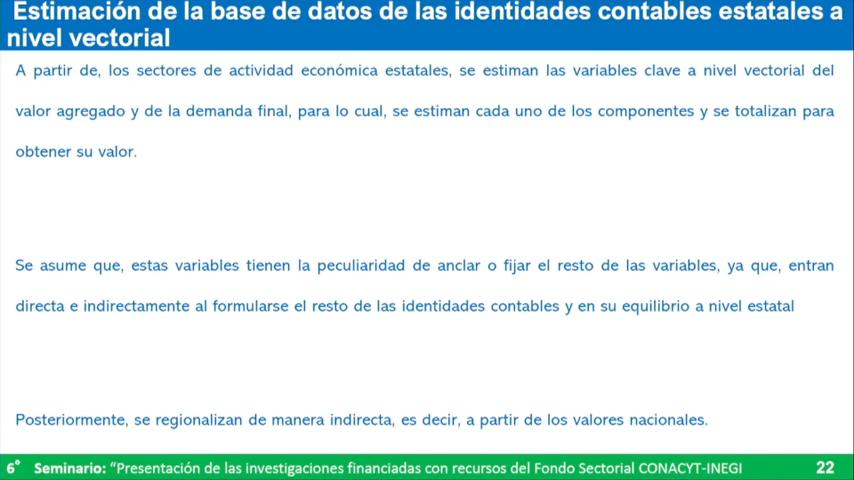 Estimación de la base de datos de las identidades contables estatales a
nivel vectorial
A partir de, los sectores de actividad económica estatales, se estiman las variables clave a nivel vectorial del
valor agregado y de la demanda final, para lo cual, se estiman cada uno de los componentes y se totalizan para
obtener su valor.
Se asume que, estas variables tienen la peculiaridad de anclar o fijar el resto de las variables, ya que, entran
directa e indirectamente al formularse el resto de las identidades contables y en su equilibrio a nivel estatal
Posteriormente, se regionalizan de manera indirecta, es decir, a partir de los valores nacionales.
6° Seminario: “Presentación de las investigaciones financiadas con recursos del Fondo Sectorial CONACYT-INEGI 22